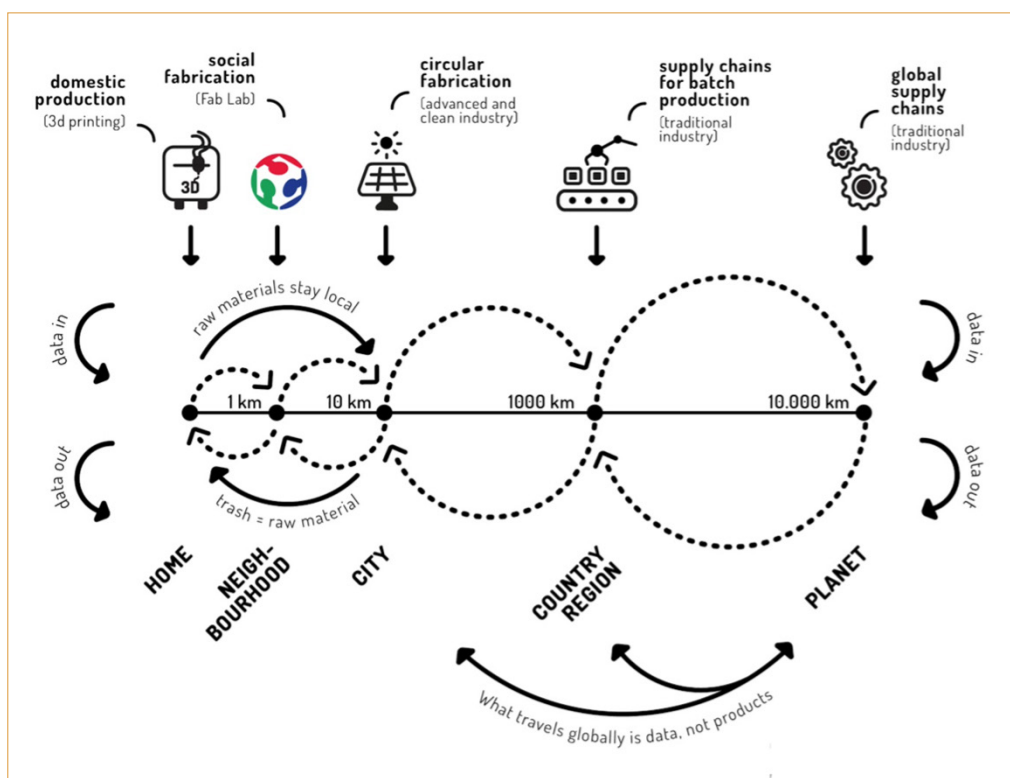 domestic
production
(3d printing)
social
fabrication
(Fab Lab)
circular
fabrication
(advanced and
clean industry)
supply chains
for batch
production
(traditional
industry)
global
supply
chains
(traditional
industry)
3D
data in
raw materials stay local
data in
1 km
10 km
1000 km
10.000 km
data out
trash = raw material
data out
HOME
NEIGH-
BOURHOOD
CITY
COUNTRY
REGION
PLANET
What travels globally is data, not products